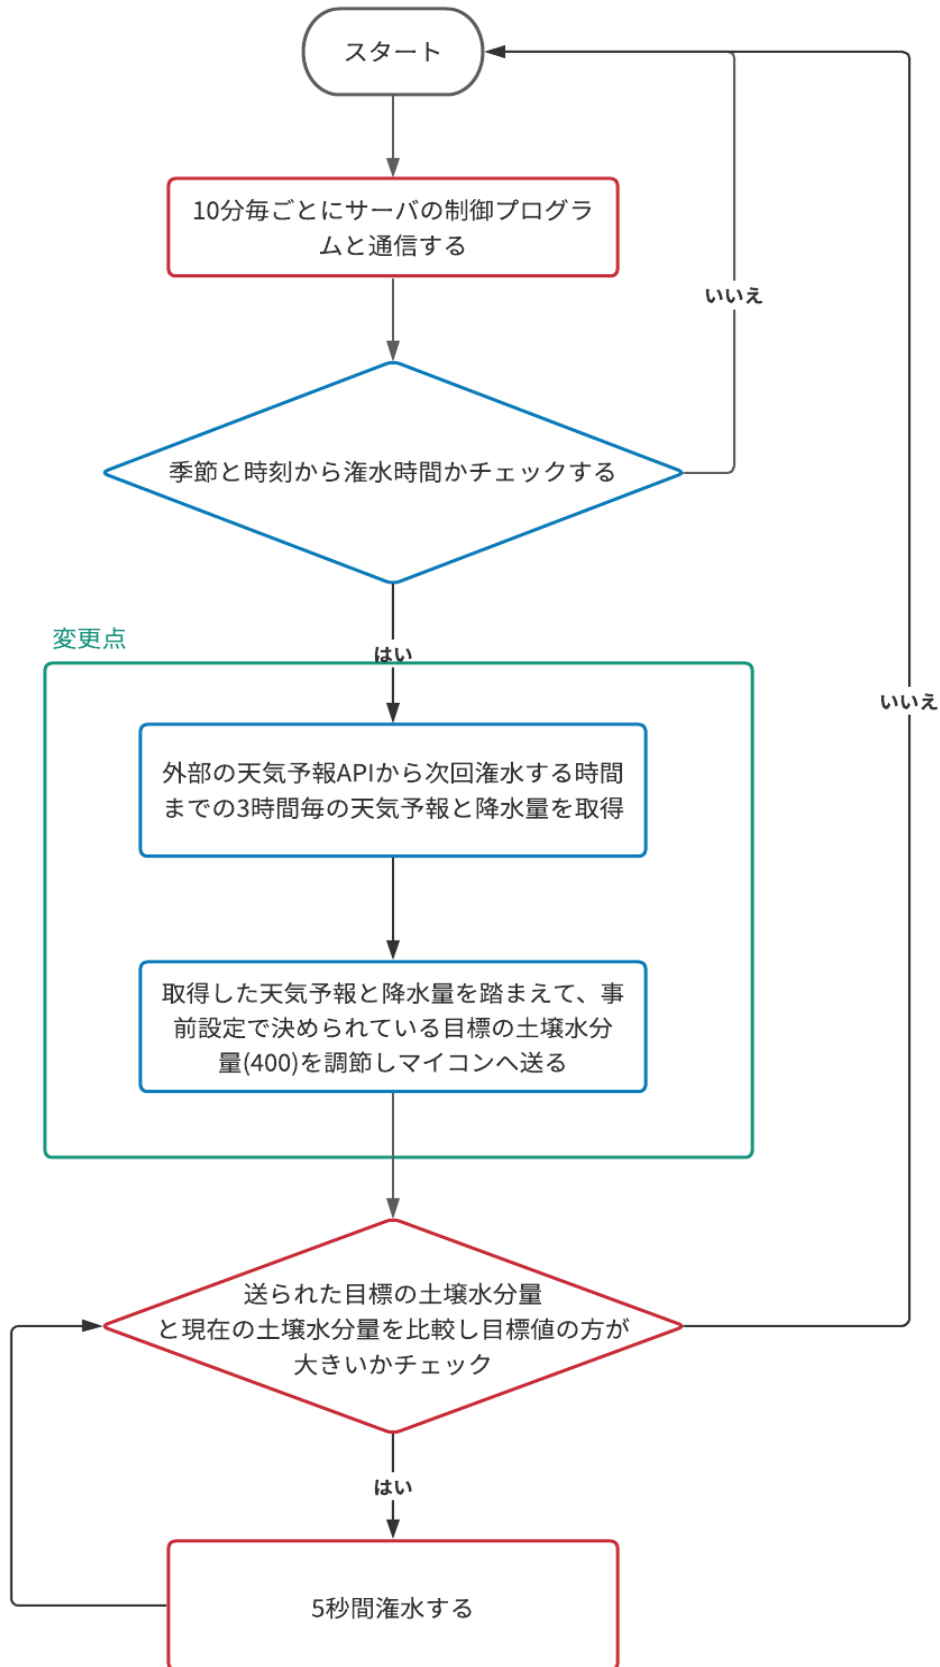 スタート
10分毎ごとにサーバの制御プログラ
ムと通信する
いいえ
季節と時刻から潅水時間かチェックする
変更点
はい
いいえ
外部の天気予報APIから次回潅水する時間
までの3時間毎の天気予報と降水量を取得
取得した天気予報と降水量を踏まえて、事
前設定で決められている目標の土壌水分
量(400)を調節しマイコンへ送る
送られた目標の土壌水分量
と現在の土壌水分量を比較し目標値の方が
大きいかチェック
はい
5秒間潅水する